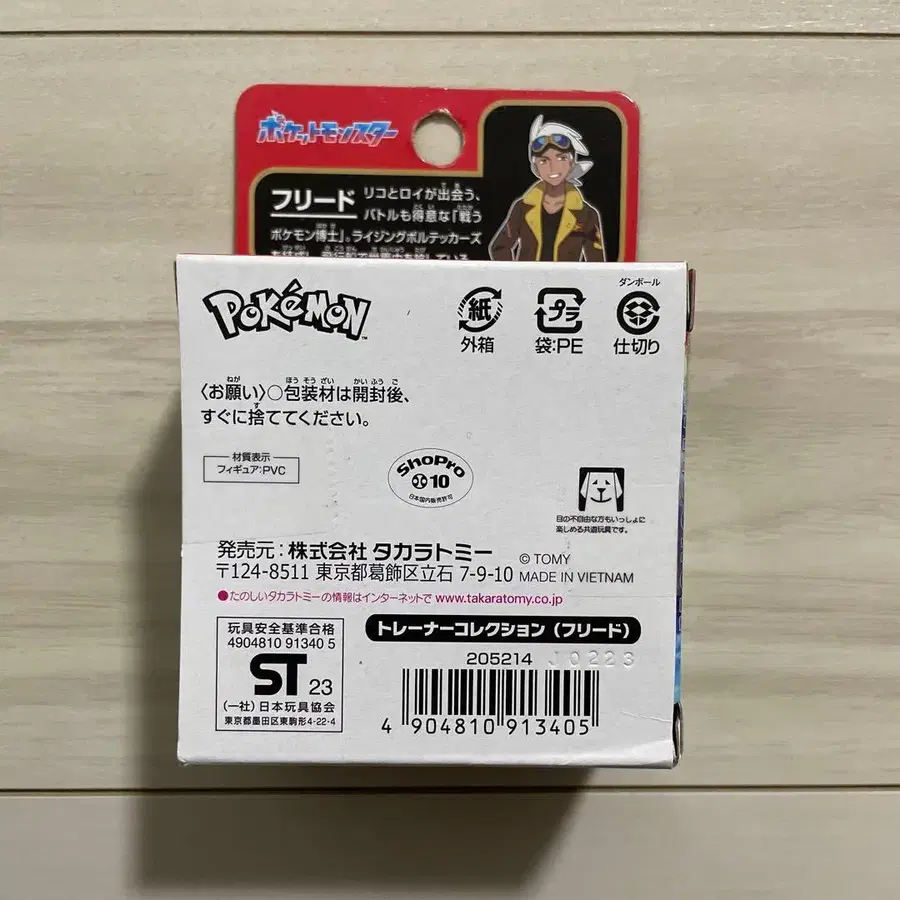 ポケットモンスター
フリード
リコとロイが出会う、
バトルも得意な「戦う
ポケモン博士」。ライジングボルテッカーズ
POKéMON
TM
紙
外箱
プラ
袋:PE
ダンボール
仕切り
〈お願い〉○包装材は開封後、
すぐに捨ててください。
材質表示
フィギュア:PVC
ShoPro
10
日本国内販売許可
目の不自由な方もいっしょに
楽しめる共遊玩具です。
発売元:株式会社 タカラトミー
〒124-8511 東京都葛飾区立石 7-9-10
© TOMY
MADE IN VIETNAM
●たのしいタカラトミーの情報はインターネットで www.takaratomy.co.jp
玩具安全基準合格
4904810 91340 5
ST 23
(一社)日本玩具協会
東京都墨田区東駒形4-22-4
トレーナーコレクション(フリード)
205214 J0223
4 904810 913405